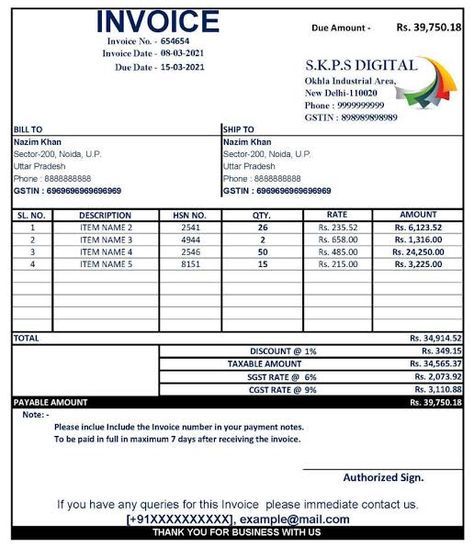 INVOICE
Due Amount - Rs. 39,750.18
Invoice No. - 654654
Invoice Date - 08-03-2021
Due Date - 15-03-2021
S.K.P.S DIGITAL
Okhla Industrial Area,
New Delhi-110020
Phone : 9999999999
GSTIN : 898989898989
BILL TO SHIP TO
Nazim Khan Nazim Khan
Sector-200, Noida, U.P. Sector-200, Noida, U.P.
Uttar Pradesh Uttar Pradesh
Phone : 8888888888 Phone : 8888888888
GSTIN : 6969696969696969 GSTIN : 6969696969696969
SL. NO. DESCRIPTION HSN NO. QTY. RATE AMOUNT
1 ITEM NAME 2 2541 26 Rs. 235.52 Rs. 6,123.52
2 ITEM NAME 3 4944 2 Rs. 658.00 Rs. 1,316.00
3 ITEM NAME 4 2546 50 Rs. 485.00 Rs. 24,250.00
4 ITEM NAME 5 8151 15 Rs. 215.00 Rs. 3,225.00
TOTAL Rs. 34,914.52
DISCOUNT @ 1% Rs. 349.15
TAXABLE AMOUNT Rs. 34,565.37
SGST RATE @ 6% Rs. 2,073.92
CGST RATE @ 9% Rs. 3,110.88
PAYABLE AMOUNT Rs. 39,750.18
Note: -
Please inclue Include the Invoice number in your payment notes.
To be paid in full in maximum 7 days after receiving the invoice.
Authorized Sign.
If you have any queries for this Invoice please immediate contact us.
[+91XXXXXXXXXX], example@mail.com
THANK YOU FOR BUSINESS WITH US